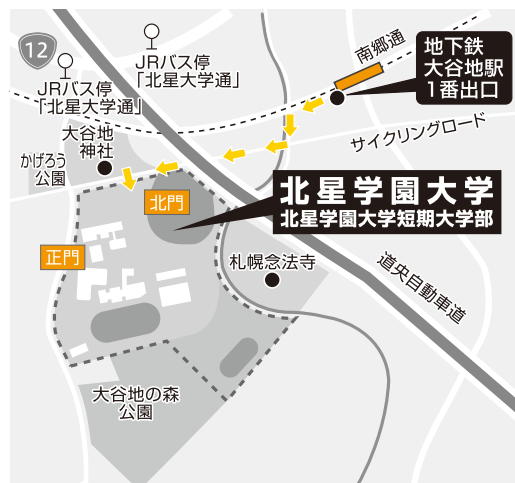 12
JRバス停
「北星大学通」
JRバス停
「北星大学通」
南郷通
地下鉄
大谷地駅
1番出口
大谷地
神社
かげろう
公園
サイクリングロード
北門
北星学園大学
北星学園大学短期大学部
正門
札幌念法寺
道央自動車道
大谷地の森
公園